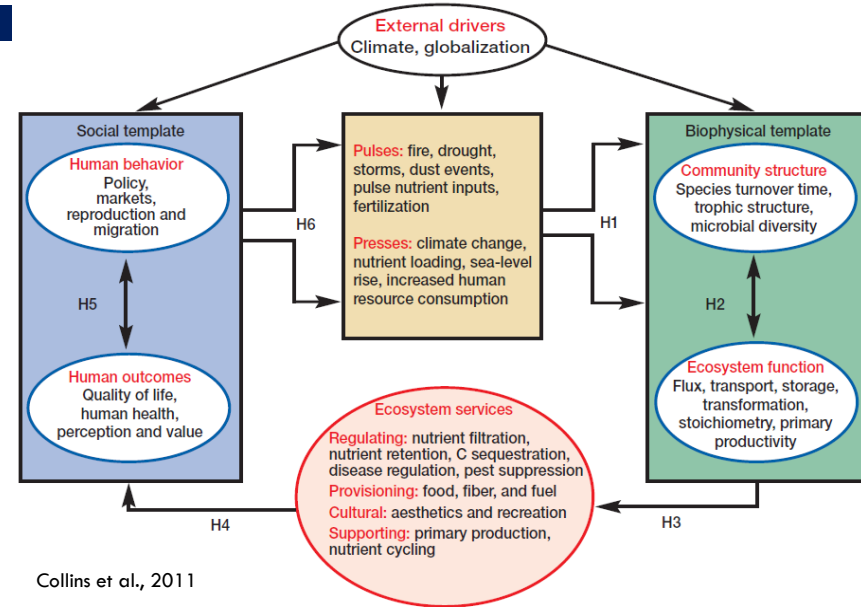 External drivers
Climate, globalization
Social template
Human behavior
Policy,
markets,
reproduction and
migration
H5
Human outcomes
Quality of life,
human health,
perception and value
H6
Pulses: fire, drought,
storms, dust events,
pulse nutrient inputs,
fertilization
Presses: climate change,
nutrient loading, sea-level
rise, increased human
resource consumption
H1
Biophysical template
Community structure
Species turnover time,
trophic structure,
microbial diversity
H2
Ecosystem function
Flux, transport, storage,
transformation,
stoichiometry, primary
productivity
H3
Ecosystem services
Regulating: nutrient filtration,
nutrient retention, C sequestration,
disease regulation, pest suppression
Provisioning: food, fiber, and fuel
Cultural: aesthetics and recreation
Supporting: primary production,
nutrient cycling
H4
Collins et al., 2011